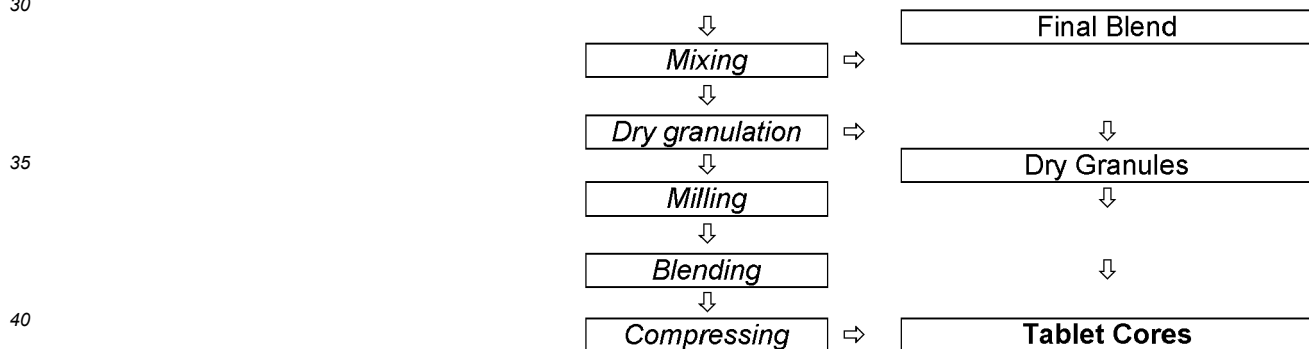 30
Final Blend
⇩
Mixing ⇨
⇩
Dry granulation ⇨ ⇩
35
⇩ Dry Granules
Milling ⇩
⇩
Blending ⇩
⇩
40
Compressing ⇨ Tablet Cores